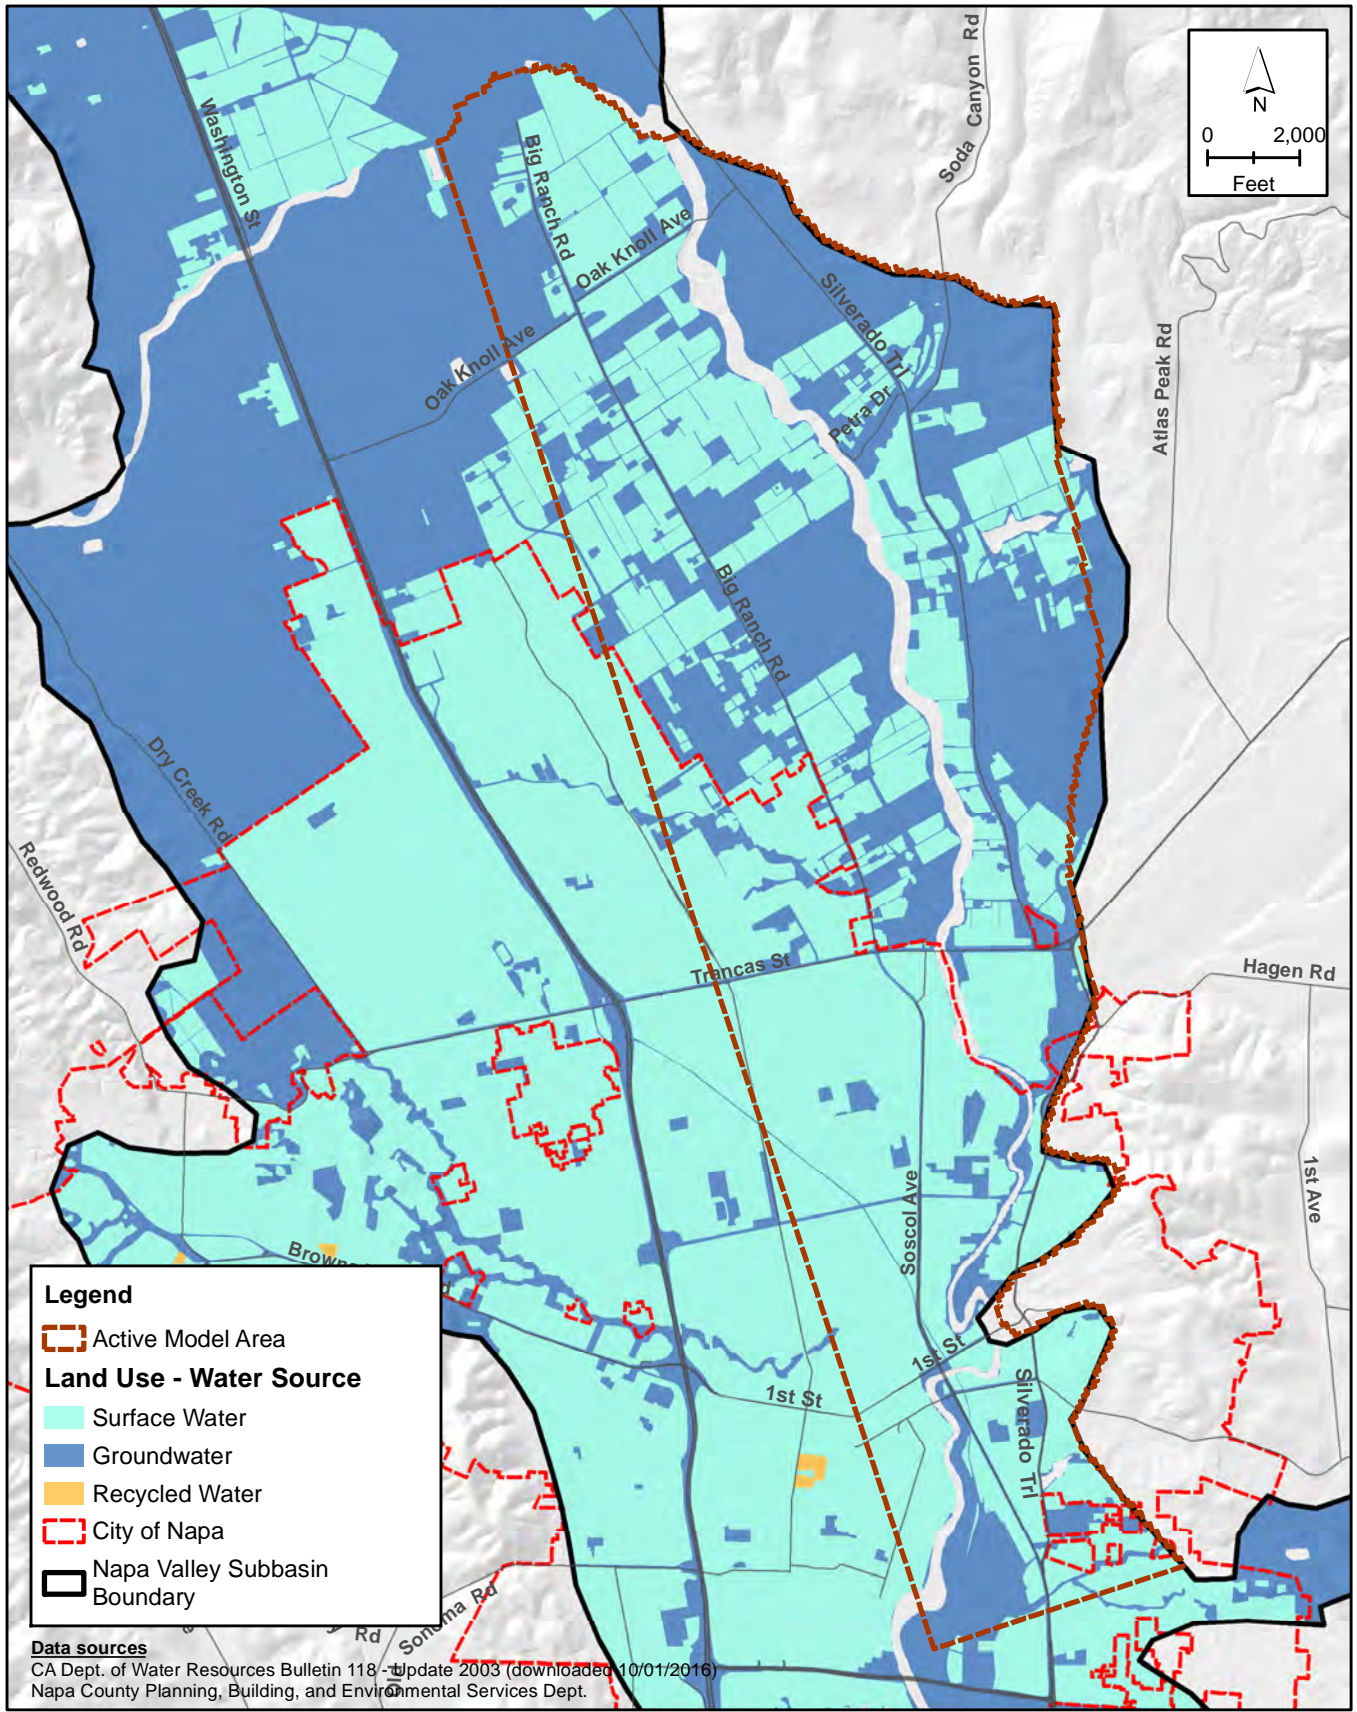 Soda Canyon Rd
N
0 2,000
Feet
Washington St
Big Ranch Rd
Oak Knoll Ave
Silverado Trl
Oak Knoll Ave
Petra Dr
Atlas Peak Rd
Big Ranch Rd
Dry Creek Rd
Redwood Rd
Trancas St
Hagen Rd
1st Ave
Soscol Ave
1st St
1st St
Silverado Trl
Old Sonoma Rd
Rd
Legend
Active Model Area
Land Use - Water Source
Surface Water
Groundwater
Recycled Water
City of Napa
Napa Valley Subbasin
Boundary
Data sources
CA Dept. of Water Resources Bulletin 118 - Update 2003 (downloaded 10/01/2016)
Napa County Planning, Building, and Environmental Services Dept.